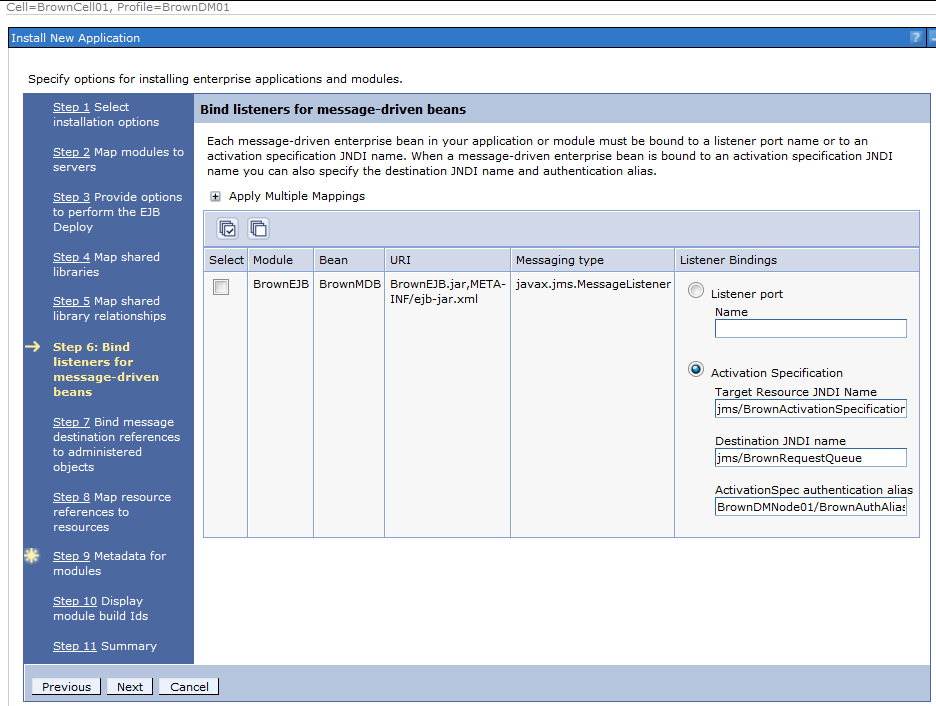 Cell=BrownCell01, Profile=BrownDM01
Install New Application
?
Specify options for installing enterprise applications and modules.
Step 1 Select
installation options
Step 2 Map modules to
servers
Step 3 Provide options
to perform the EJB
Deploy
Step 4 Map shared
libraries
Step 5 Map shared
library relationships
Step 6: Bind
listeners for
message-driven
beans
Step 7 Bind message
destination references
to administered
objects
Step 8 Map resource
references to
resources
Step 9 Metadata for
modules
Step 10 Display
module build Ids
Step 11 Summary
Bind listeners for message-driven beans
Each message-driven enterprise bean in your application or module must be bound to a listener port name or to an
activation specification JNDI name. When a message-driven enterprise bean is bound to an activation specification JNDI
name you can also specify the destination JNDI name and authentication alias.
Apply Multiple Mappings
Select Module Bean URI Messaging type Listener Bindings
BrownEJB BrownMDB BrownEJB.jar,META- javax.jms.MessageListener
INF/ejb-jar.xml
Listener port
Name
Activation Specification
Target Resource JNDI Name
jms/BrownActivationSpecification
Destination JNDI name
jms/BrownRequestQueue
ActivationSpec authentication alias
BrownDMNode01/BrownAuthAlias
Previous Next Cancel